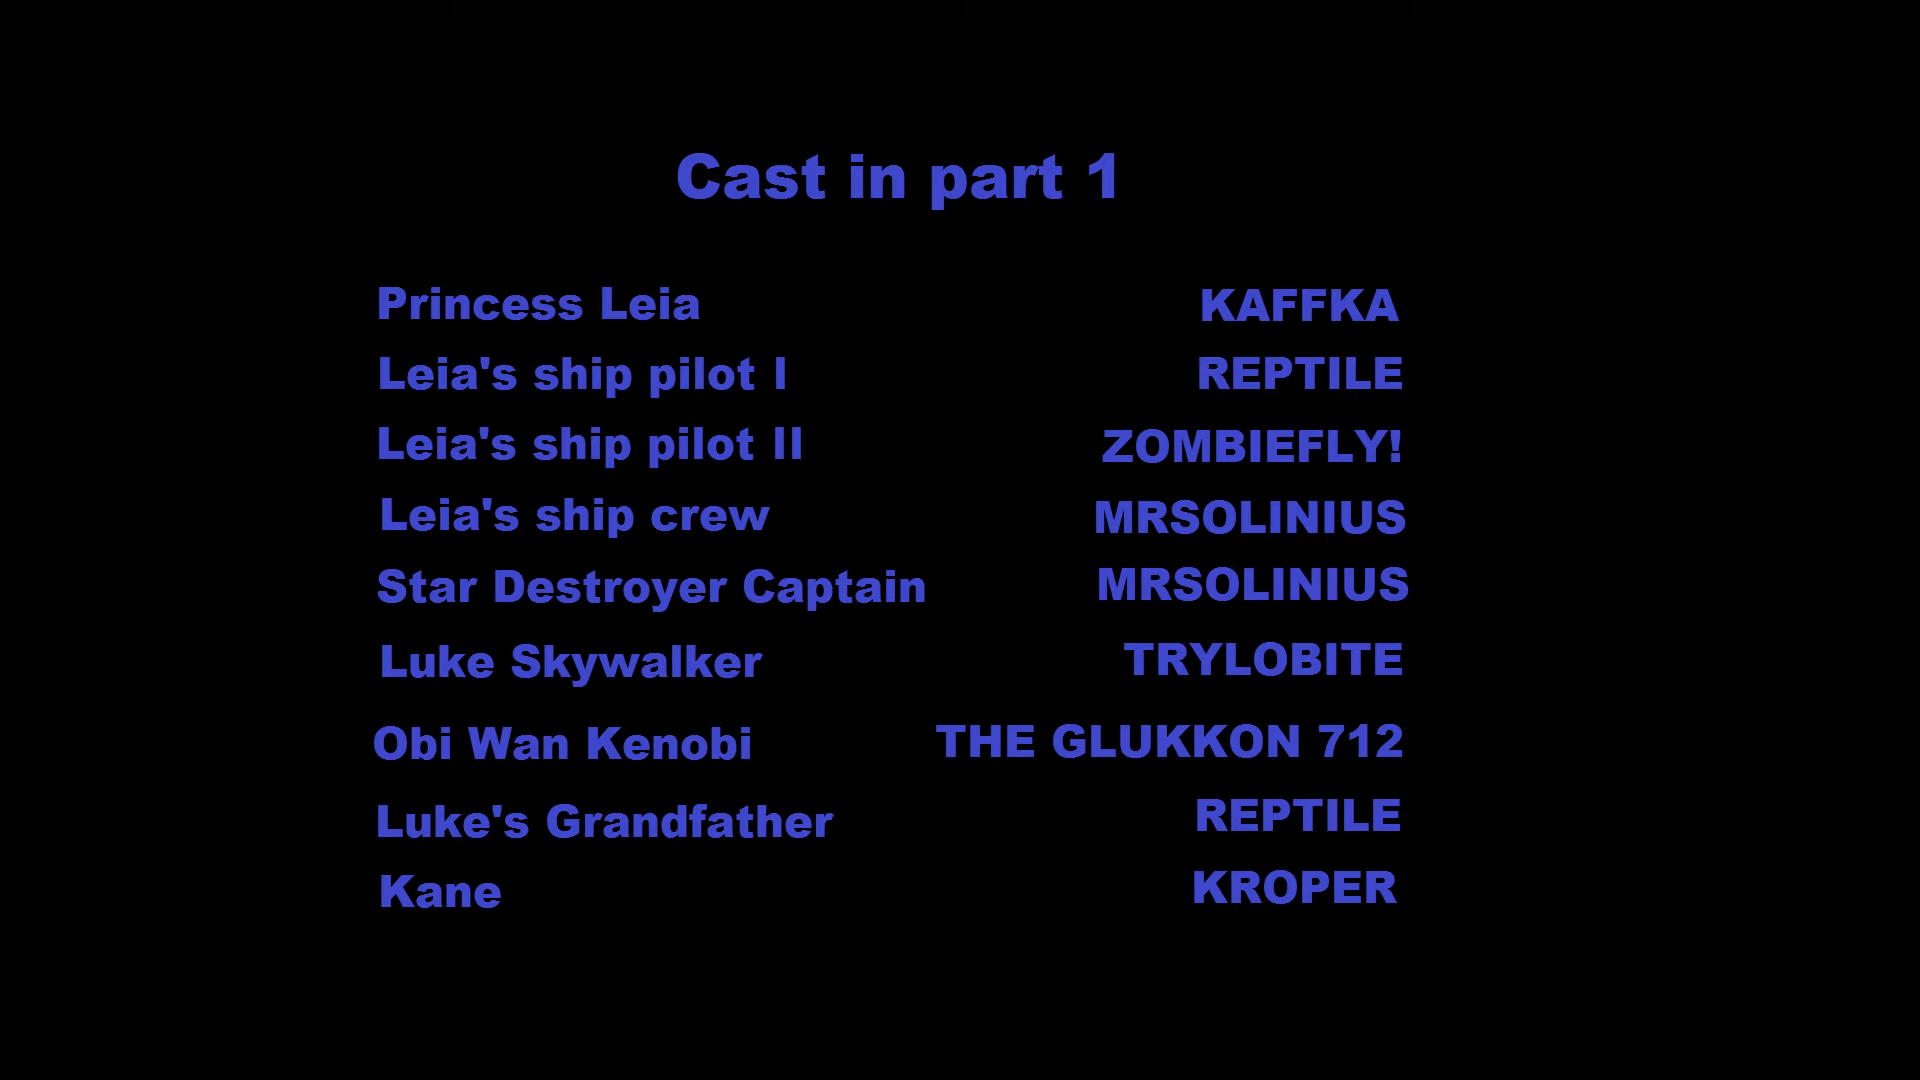 Cast in part 1
Princess Leia KAFFKA
Leia's ship pilot I REPTILE
Leia's ship pilot II ZOMBIEFLY!
Leia's ship crew MRSOLINIUS
Star Destroyer Captain MRSOLINIUS
Luke Skywalker TRYLOBITE
Obi Wan Kenobi THE GLUKKON 712
Luke's Grandfather REPTILE
Kane KROPER